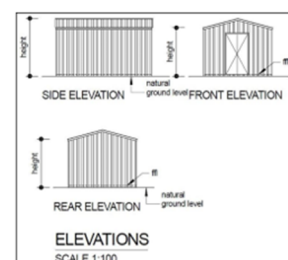 height
height
ffl
natural
ground level
SIDE ELEVATION
FRONT ELEVATION
height
ffl
natural
ground level
REAR ELEVATION
ELEVATIONS
SCALE 1:100